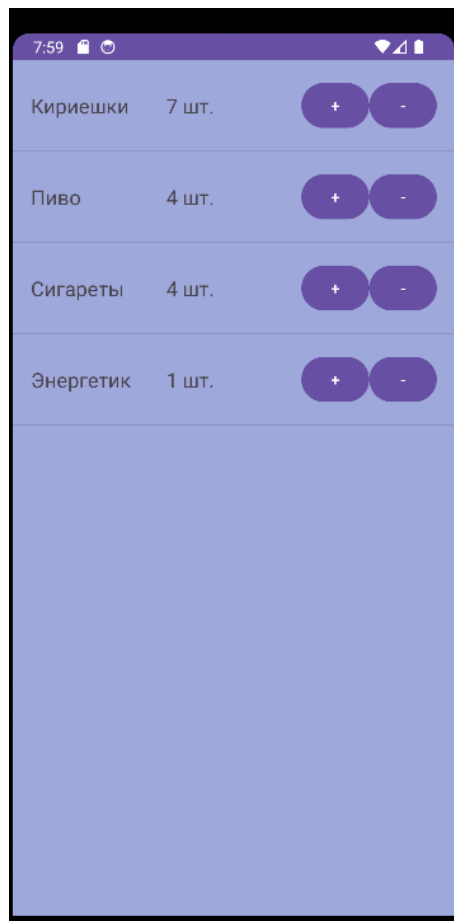 7:59
Кириешки 7 шт. + -
Пиво 4 шт. + -
Сигареты 4 шт. + -
Энергетик 1 шт. + -